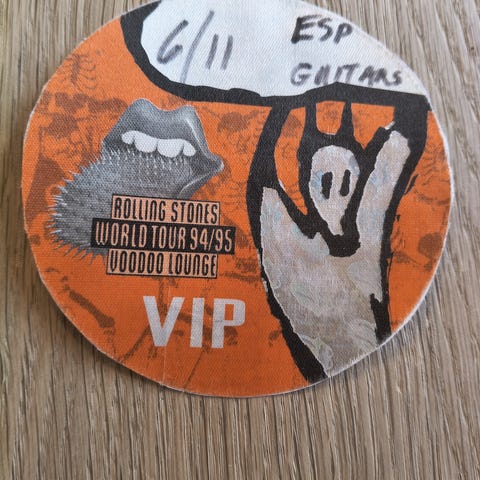 6/11
ESP
GUITARS
ROLLING STONES
WORLD TOUR 94/95
VOODOO LOUNGE
VIP